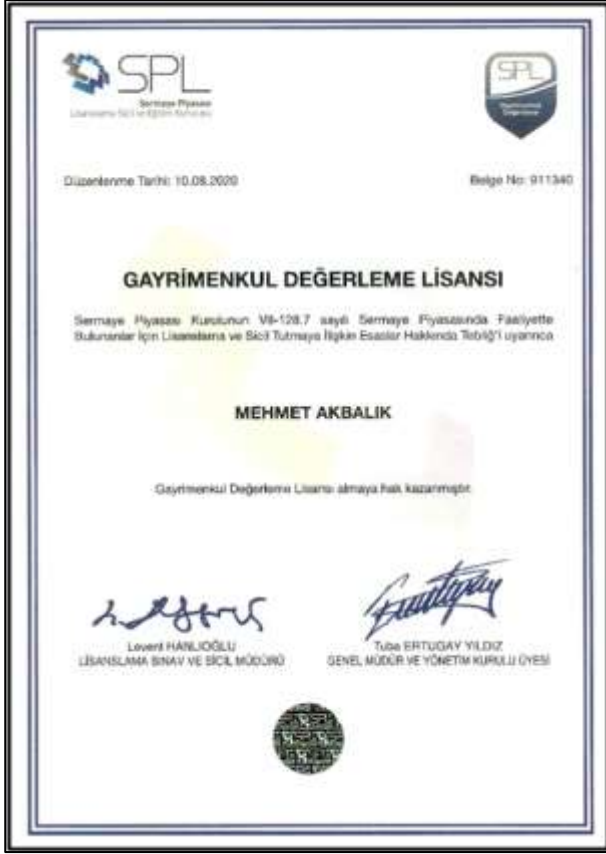 SPL
Sermaye Piyasası
Lisanslama Sicil ve Eğitim Kuruluşu
SPL
Gayrimenkul
Değerleme
Düzenlenme Tarihi: 10.08.2020
Belge No: 911340
GAYRİMENKUL DEĞERLEME LİSANSI
Sermaye Piyasası Kurulunun VII-128.7 sayılı Sermaye Piyasasında Faaliyette
Bulunanlar İçin Lisanslama ve Sicil Tutmaya İlişkin Esaslar Hakkında Tebliğ'i uyarınca
MEHMET AKBALIK
Gayrimenkul Değerleme Lisansı almaya hak kazanmıştır.
Levent HANLIOĞLU
LİSANSLAMA SINAV VE SİCİL MÜDÜRÜ
Tuba ERTUGAY YILDIZ
GENEL MÜDÜR VE YÖNETİM KURULU ÜYESİ